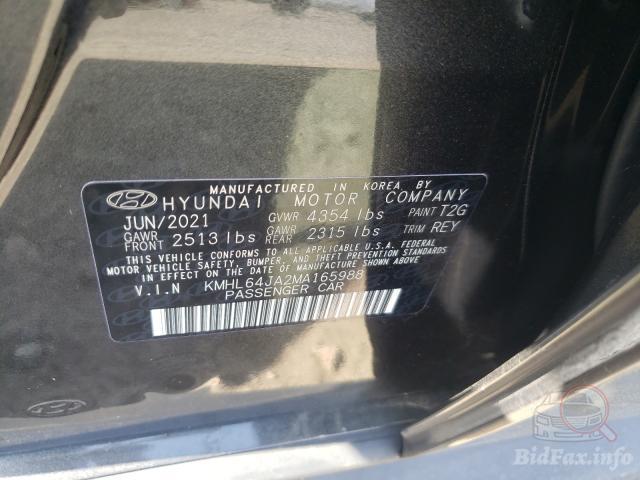 MANUFACTURED IN KOREA BY
HYUNDAI MOTOR COMPANY
JUN/2021 GVWR 4354 lbs PAINT T2G
GAWR FRONT 2513 lbs GAWR REAR 2315 lbs TRIM REY
THIS VEHICLE CONFORMS TO ALL APPLICABLE U.S.A. FEDERAL
MOTOR VEHICLE SAFETY, BUMPER, AND THEFT PREVENTION STANDARDS
IN EFFECT ON THE DATE OF MANUFACTURE SHOWN ABOVE.
V.I.N KMHL64JA2MA165988
PASSENGER CAR
BidFax.info